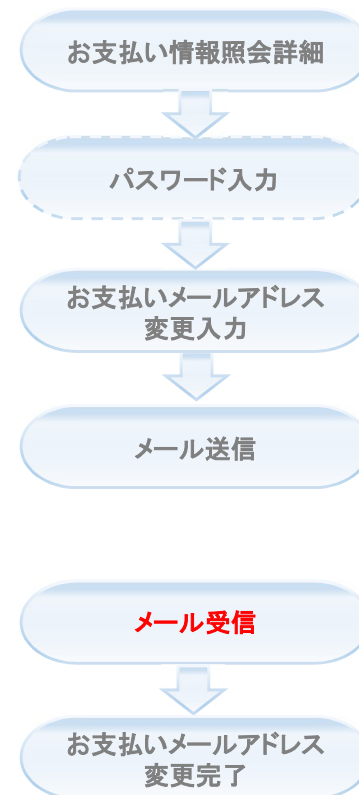 お支払い情報照会詳細
パスワード入力
お支払いメールアドレス
変更入力
メール送信
メール受信
お支払いメールアドレス
変更完了